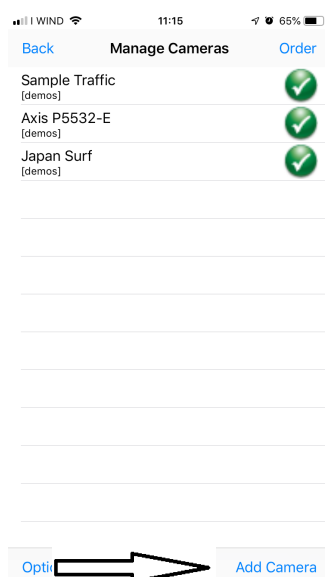 I WIND 11:15 65%
Back Manage Cameras Order
Sample Traffic
[demos]
Axis P5532-E
[demos]
Japan Surf
[demos]
Opti Add Camera